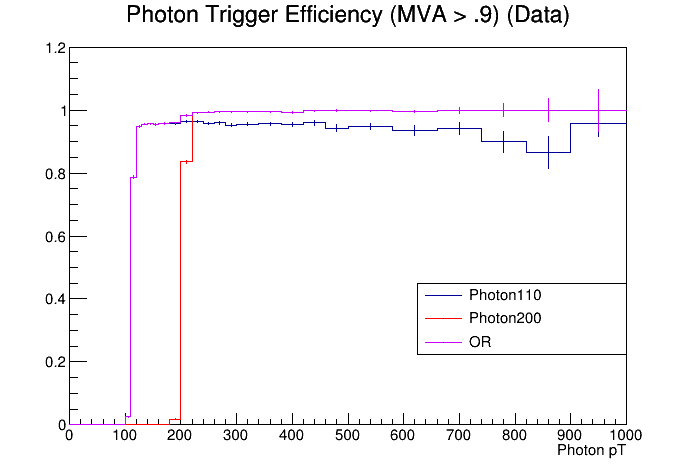 Photon Trigger Efficiency (MVA > .9) (Data)
1.2
1
0.8
0.6
0.4
0.2
0
Photon110
Photon200
OR
0 100 200 300 400 500 600 700 800 900 1000
Photon pT